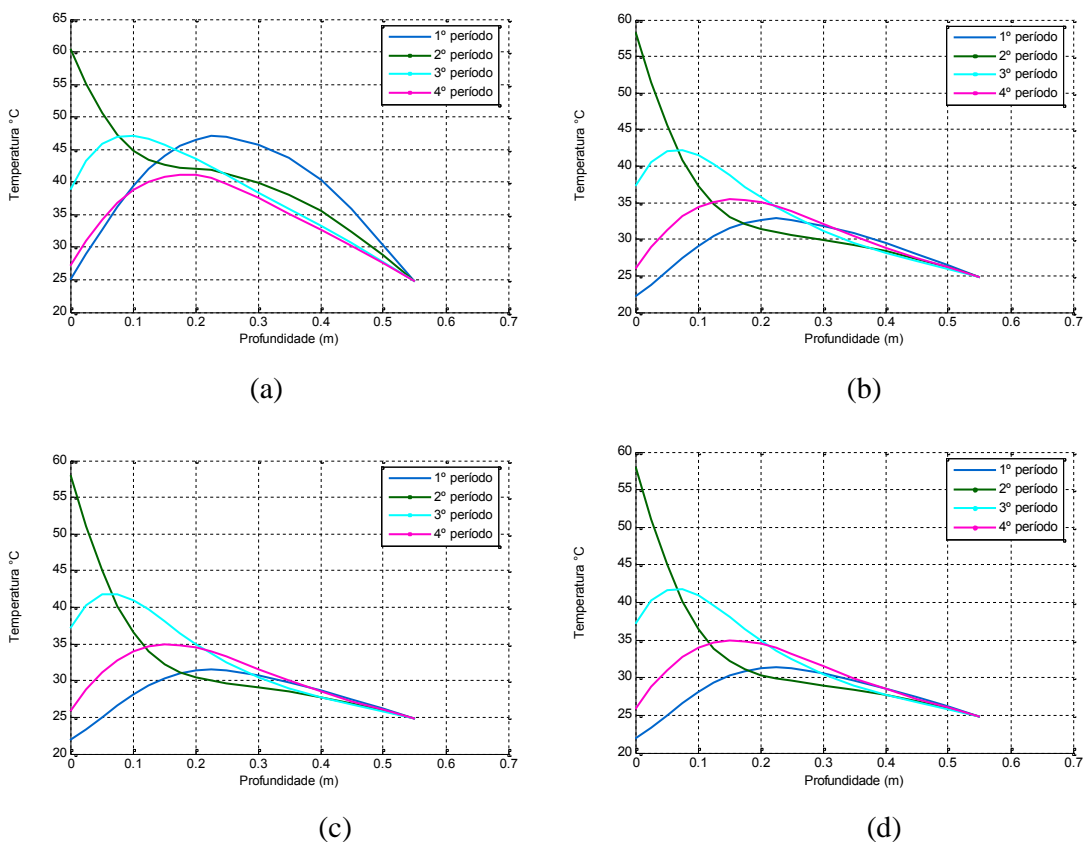 65
60
55
50
45
40
35
30
25
20
Temperatura °C
0 0.1 0.2 0.3 0.4 0.5 0.6 0.7
Profundidade (m)
1º período
2º período
3º período
4º período
(a)
60
55
50
45
40
35
30
25
20
Temperatura °C
0 0.1 0.2 0.3 0.4 0.5 0.6 0.7
Profundidade (m)
1º período
2º período
3º período
4º período
(b)
60
55
50
45
40
35
30
25
20
Temperatura °C
0 0.1 0.2 0.3 0.4 0.5 0.6 0.7
Profundidade (m)
1º período
2º período
3º período
4º período
(c)
60
55
50
45
40
35
30
25
20
Temperatura °C
0 0.1 0.2 0.3 0.4 0.5 0.6 0.7
Profundidade (m)
1º período
2º período
3º período
4º período
(d)